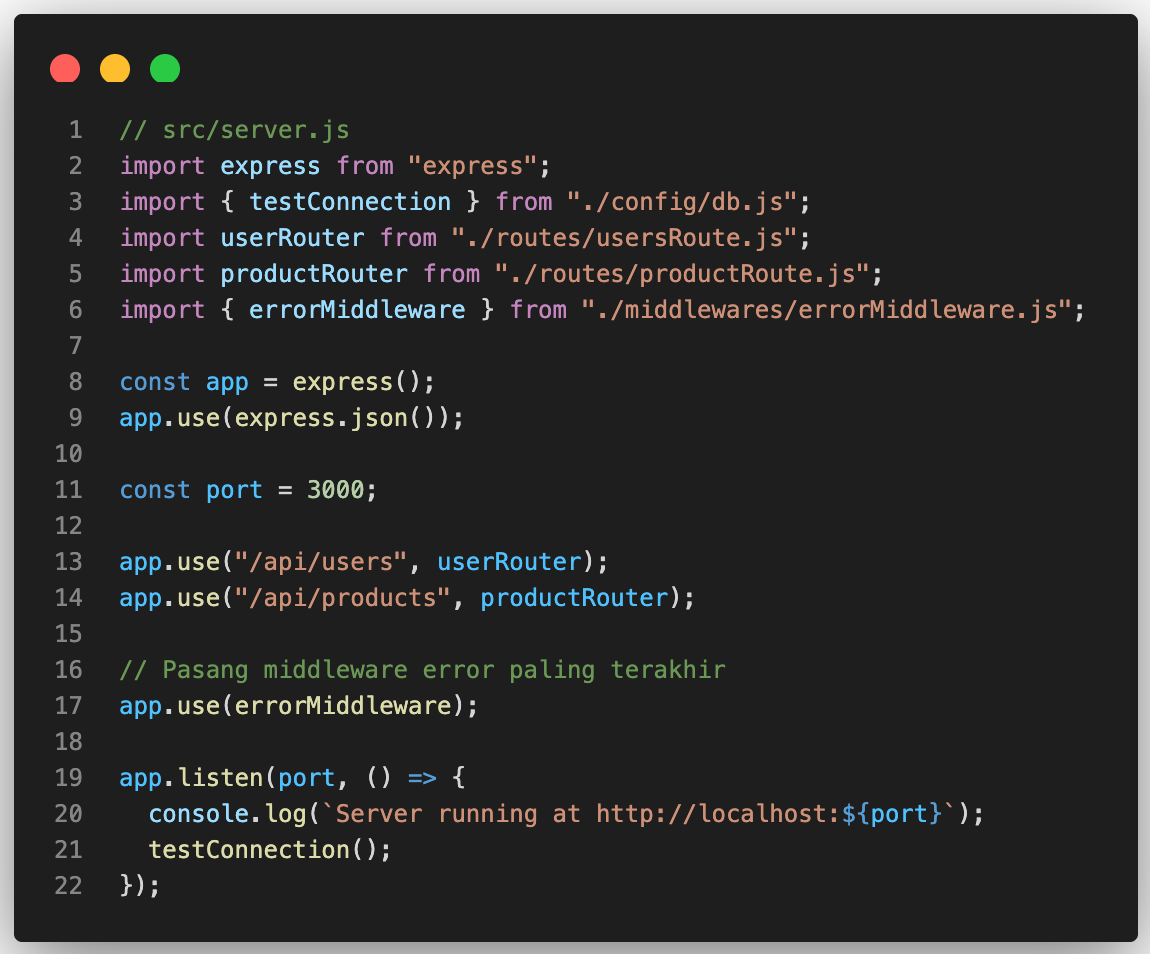 1 // src/server.js
2 import express from "express";
3 import { testConnection } from "./config/db.js";
4 import userRouter from "./routes/usersRoute.js";
5 import productRouter from "./routes/productRoute.js";
6 import { errorMiddleware } from "./middlewares/errorMiddleware.js";
7
8 const app = express();
9 app.use(express.json());
10
11 const port = 3000;
12
13 app.use("/api/users", userRouter);
14 app.use("/api/products", productRouter);
15
16 // Pasang middleware error paling terakhir
17 app.use(errorMiddleware);
18
19 app.listen(port, () => {
20   console.log(`Server running at http://localhost:${port}`);
21   testConnection();
22 });